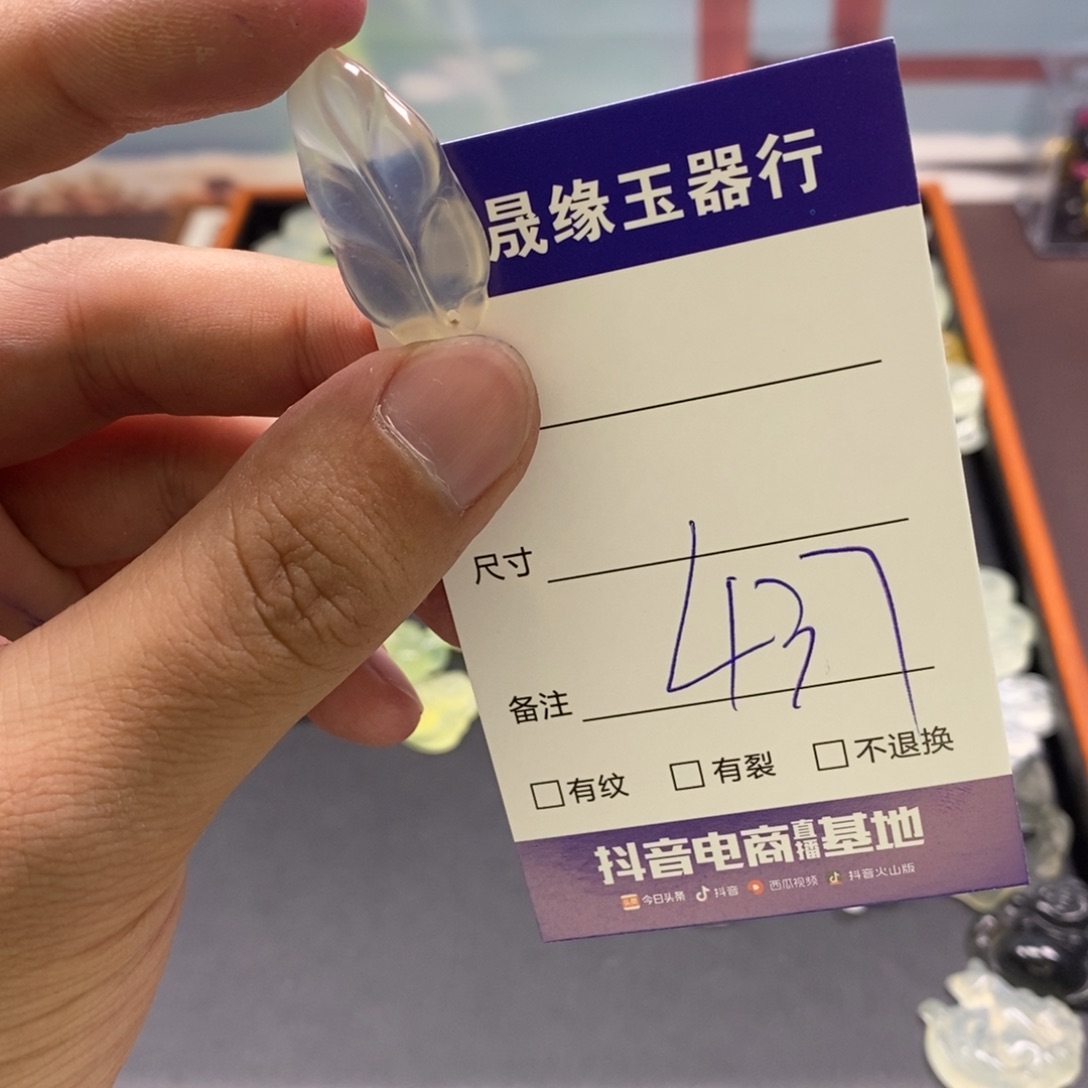 晟缘玉器行
尺寸
437
备注
□有纹 □有裂 □不退换
抖音电商直播基地
今日头条 抖音 西瓜视频 抖音火山版